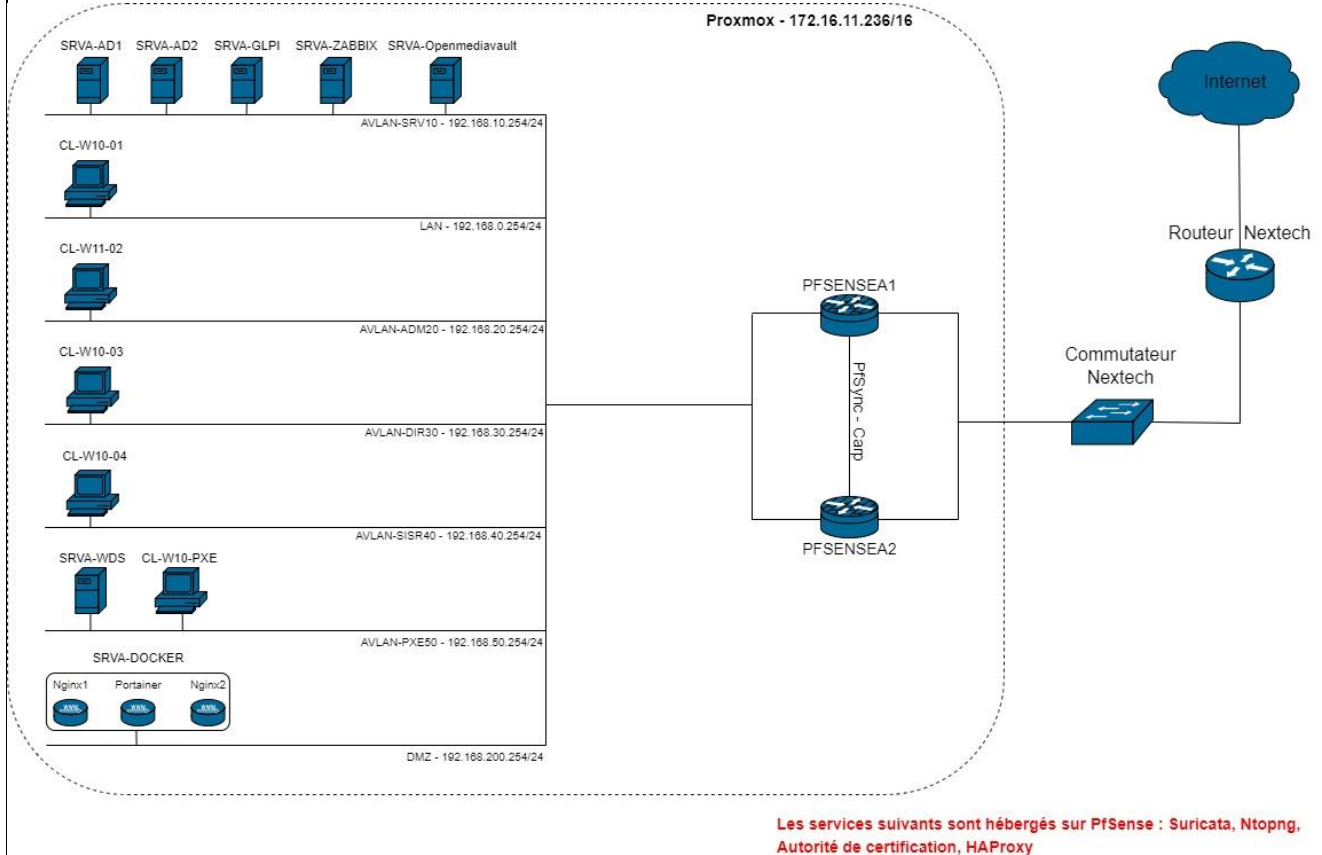 Proxmox - 172.16.11.236/16
SRVA-AD1
SRVA-AD2
SRVA-GLPI
SRVA-ZABBIX
SRVA-Openmediavault
AVLAN-SRV10 - 192.168.10.254/24
CL-W10-01
LAN - 192.168.0.254/24
CL-W11-02
AVLAN-ADM20 - 192.168.20.254/24
CL-W10-03
AVLAN-DIR30 - 192.168.30.254/24
CL-W10-04
AVLAN-SISR40 - 192.168.40.254/24
SRVA-WDS
CL-W10-PXE
AVLAN-PXE50 - 192.168.50.254/24
SRVA-DOCKER
Nginx1
Portainer
Nginx2
WWW
WWW
WWW
DMZ - 192.168.200.254/24
PFSENSEA1
PfSync - Carp
PFSENSEA2
Internet
Routeur Nextech
Commutateur
Nextech
Les services suivants sont hébergés sur PfSense : Suricata, Ntopng,
Autorité de certification, HAProxy